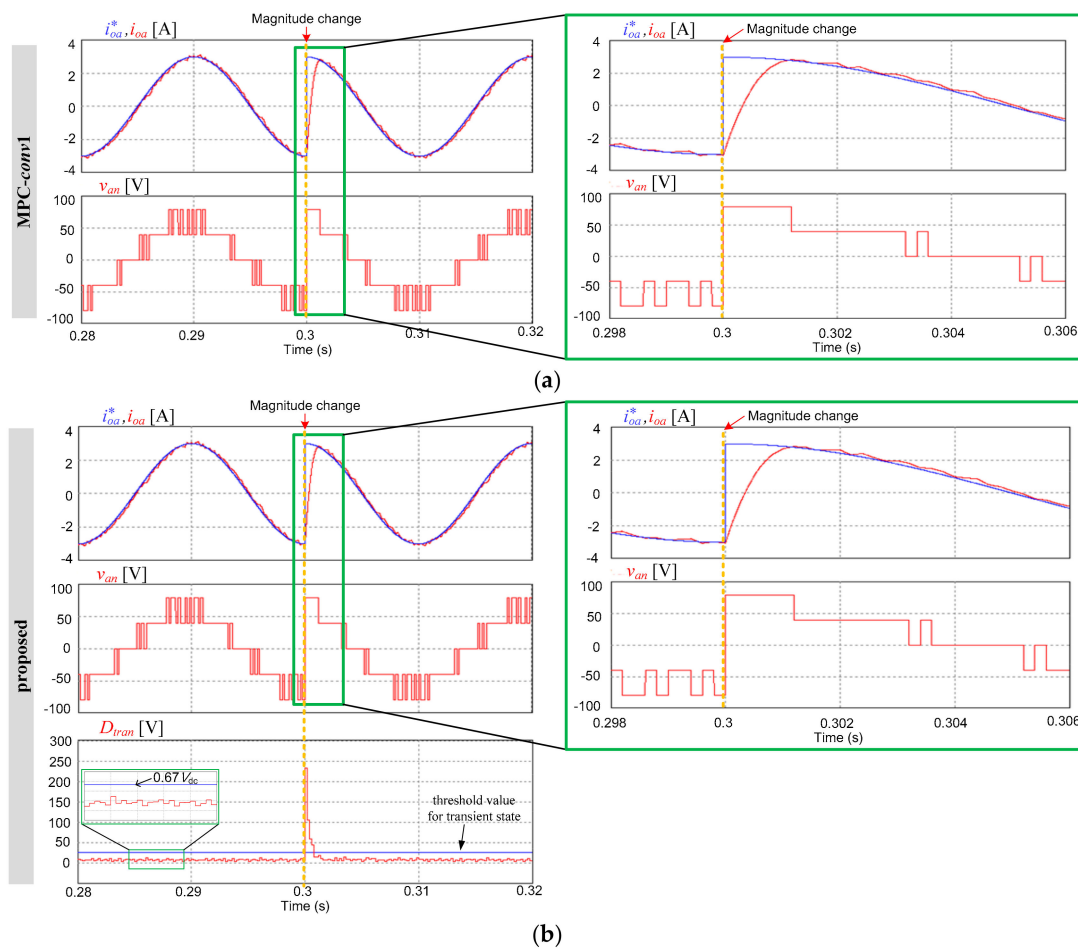 Magnitude change
i*oa, ioa [A]
4
2
0
-2
-4
MPC-conv1
van [V]
100
50
0
-50
-100
0.28
0.29
0.3
0.31
0.32
Time (s)
i*oa, ioa [A]
Magnitude change
4
2
0
-2
-4
van [V]
100
50
0
-50
-100
0.298
0.3
0.302
0.304
0.306
Time (s)
(a)
Magnitude change
i*oa, ioa [A]
4
2
0
-2
-4
proposed
van [V]
100
50
0
-50
-100
Dtran [V]
300
250
200
150
100
50
0
0.67Vdc
threshold value
for transient state
0.28
0.29
0.3
0.31
0.32
Time (s)
i*oa, ioa [A]
Magnitude change
4
2
0
-2
-4
van [V]
100
50
0
-50
-100
0.298
0.3
0.302
0.304
0.306
Time (s)
(b)